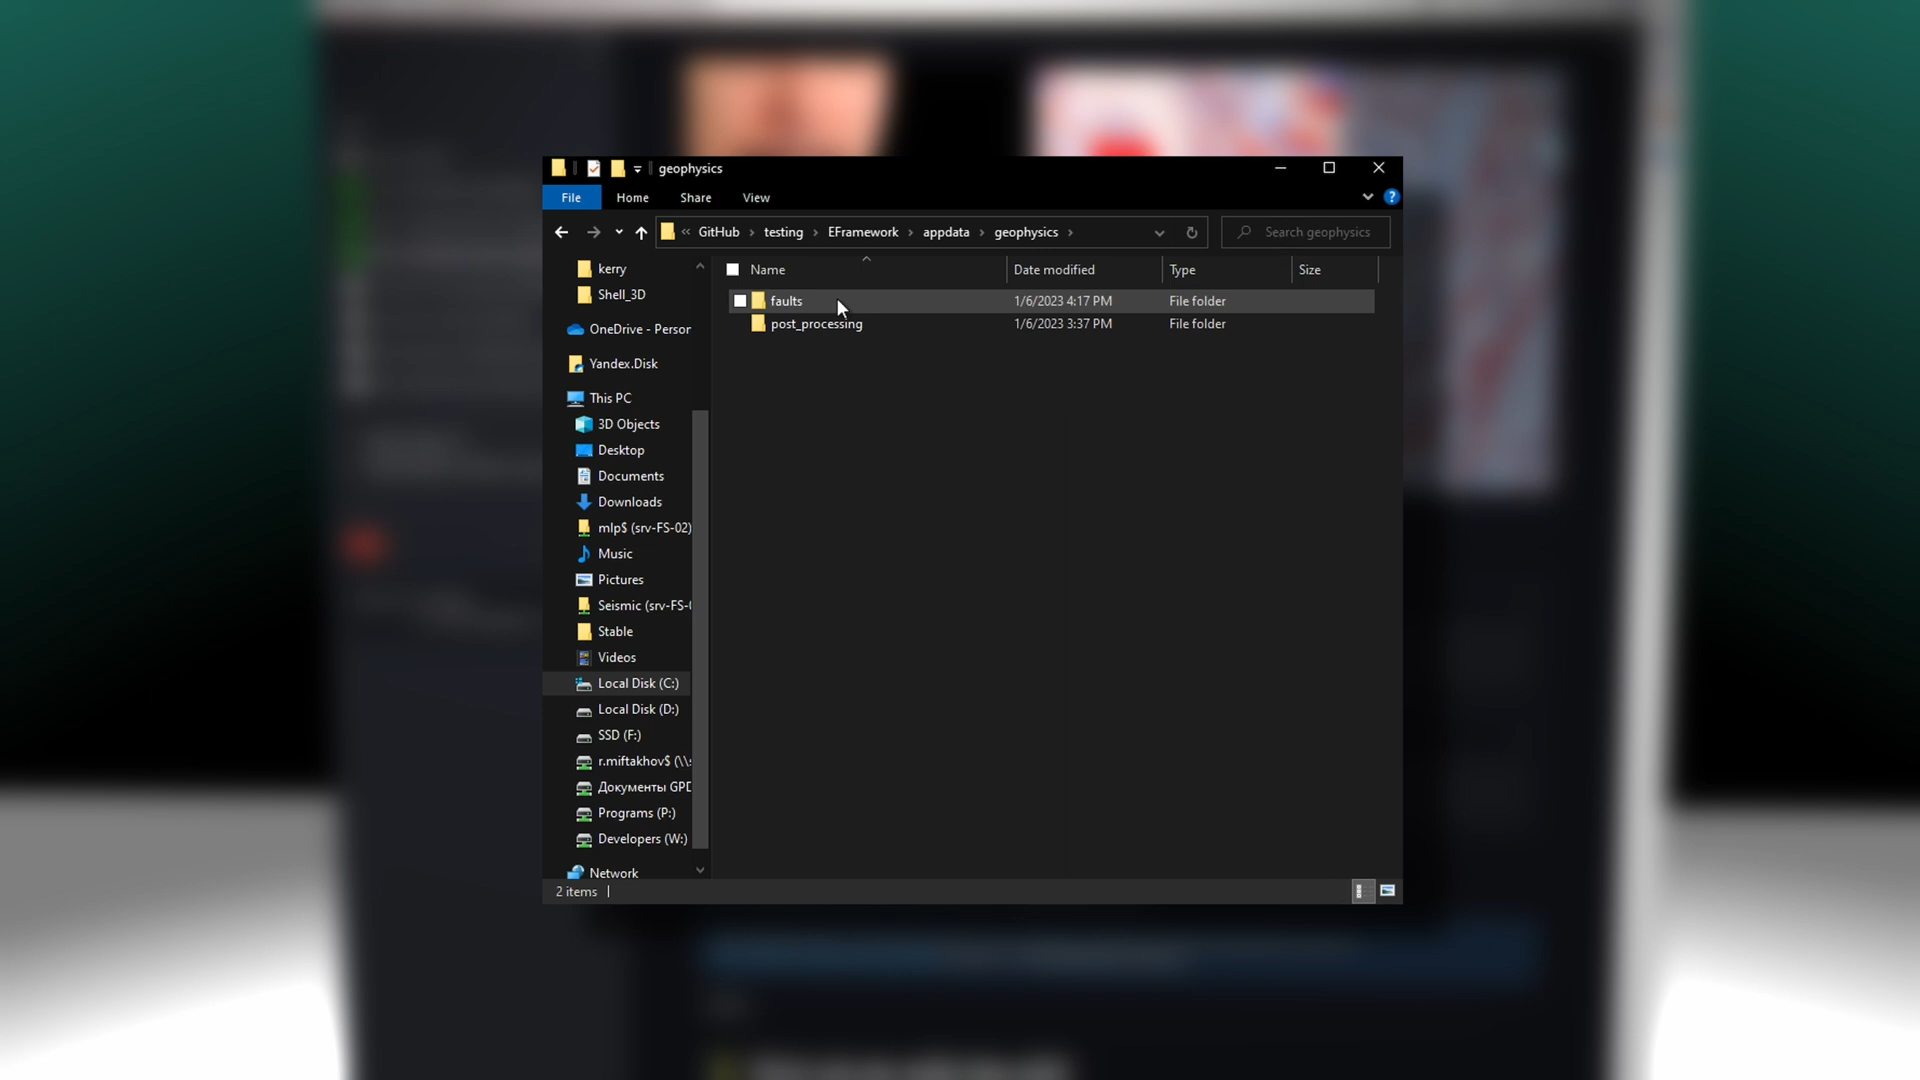 geophysics
File Home Share View
« GitHub › testing › EFramework › appdata › geophysics › Search geophysics
Name Date modified Type Size
faults 1/6/2023 4:17 PM File folder
post_processing 1/6/2023 3:37 PM File folder
kerry
Shell_3D
OneDrive - Person
Yandex.Disk
This PC
3D Objects
Desktop
Documents
Downloads
mlp$ (srv-FS-02)
Music
Pictures
Seismic (srv-FS-0
Stable
Videos
Local Disk (C:)
Local Disk (D:)
SSD (F:)
r.miftakhov$ (\\s
Документы GPD
Programs (P:)
Developers (W:)
Network
2 items